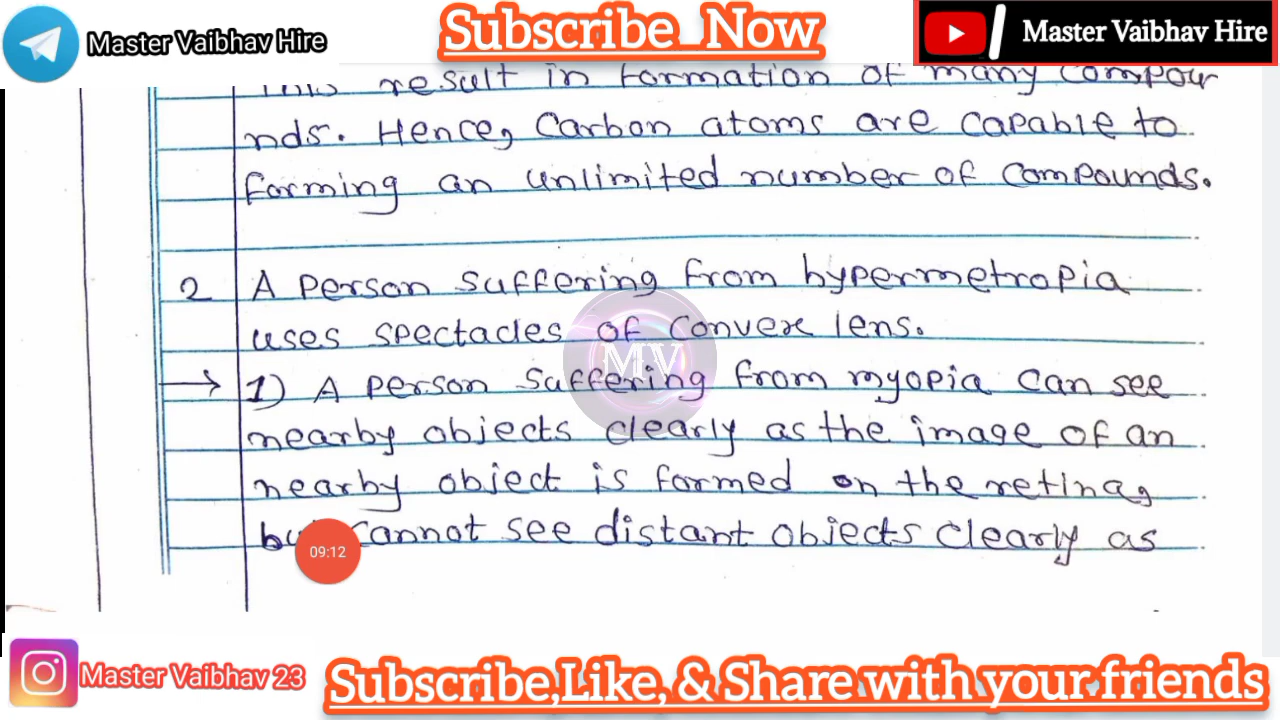 Master Vaibhav Hire
Subscribe Now
Master Vaibhav Hire
This result in formation of many compou
nds. Hence, Carbon atoms are capable to
forming an unlimited number of compounds.
2 A person suffering from hypermetropia
uses spectacles of convex lens.
MV
→ 1) A person suffering from myopia can see
nearby objects clearly as the image of an
nearby object is formed on the retina,
but cannot see distant objects clearly as
09:12
Master Vaibhav 23
Subscribe,Like, & Share with your friends